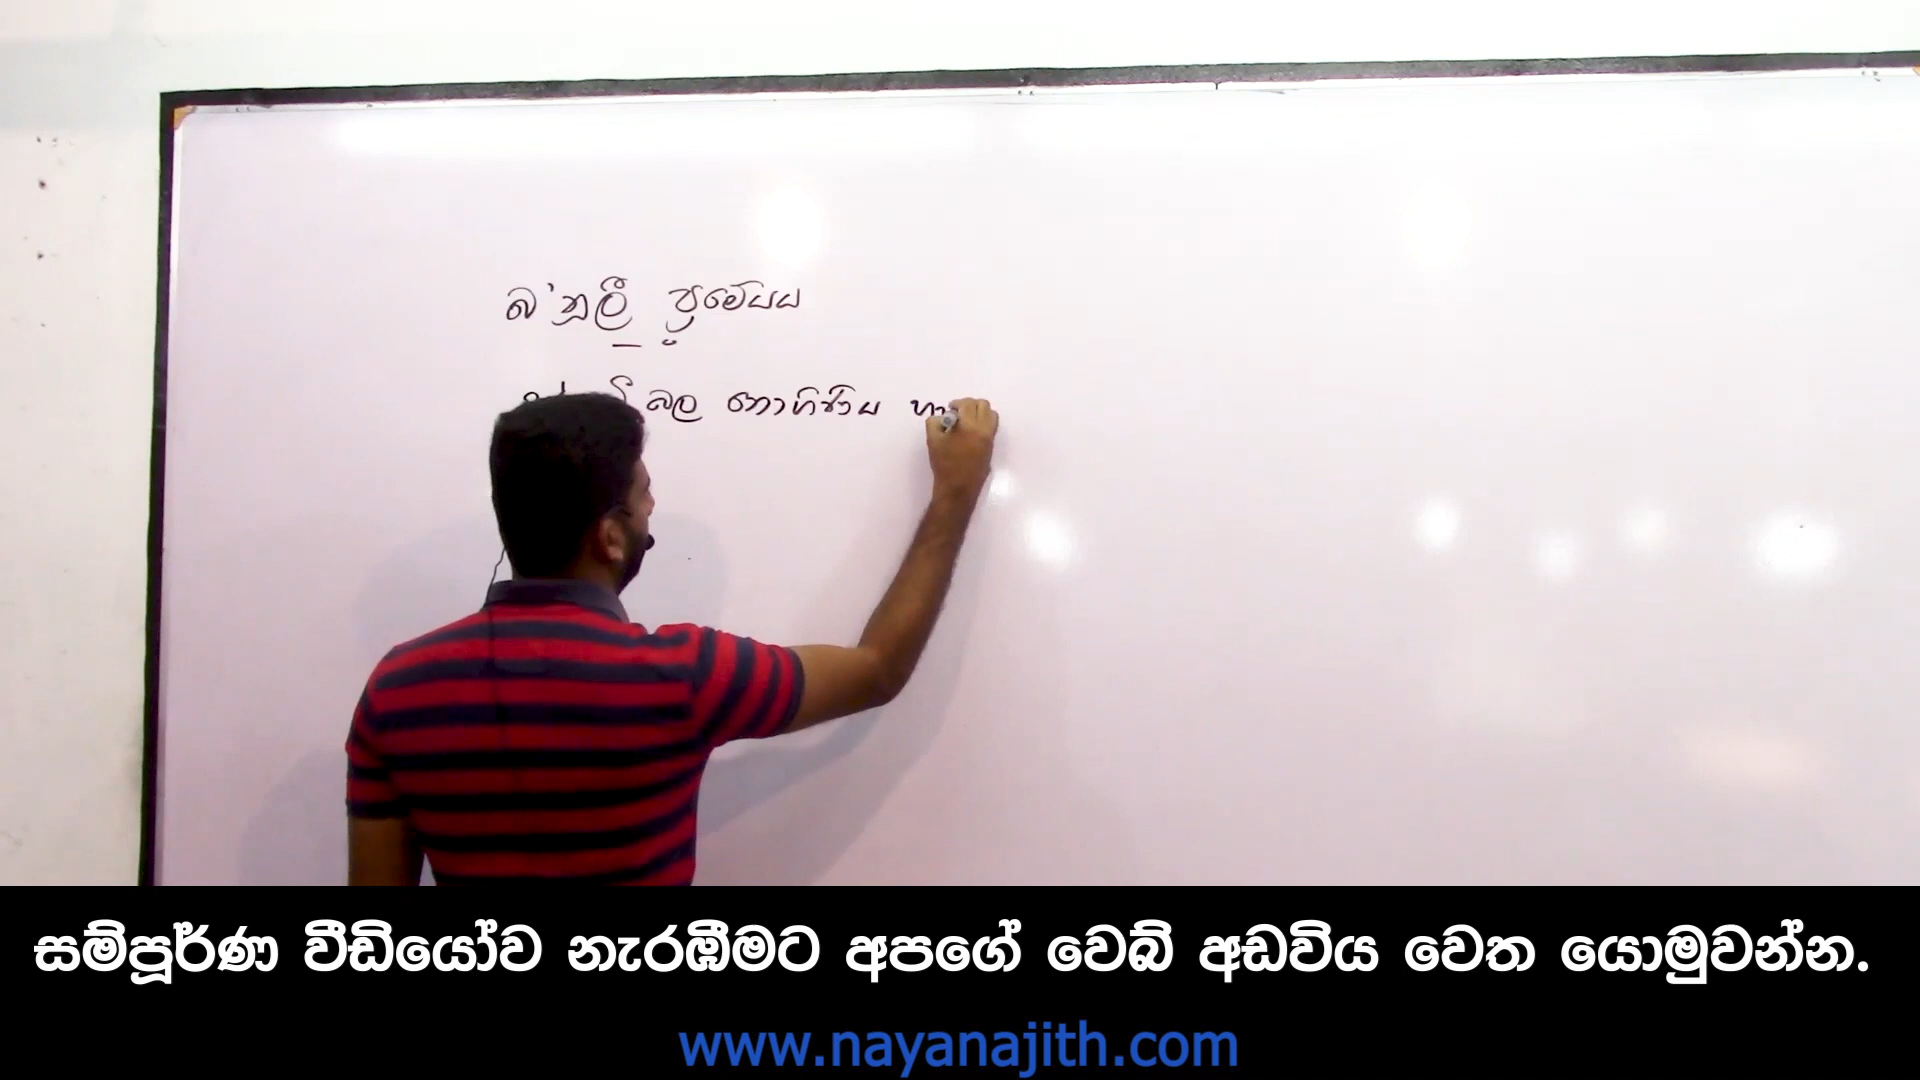 බ'නුලී ප්‍රමේයය
බල නොගිණිය හා
සම්පූර්ණ වීඩියෝව නැරඹීමට අපගේ වෙබ් අඩවිය වෙත යොමුවන්න.
www.nayanajith.com